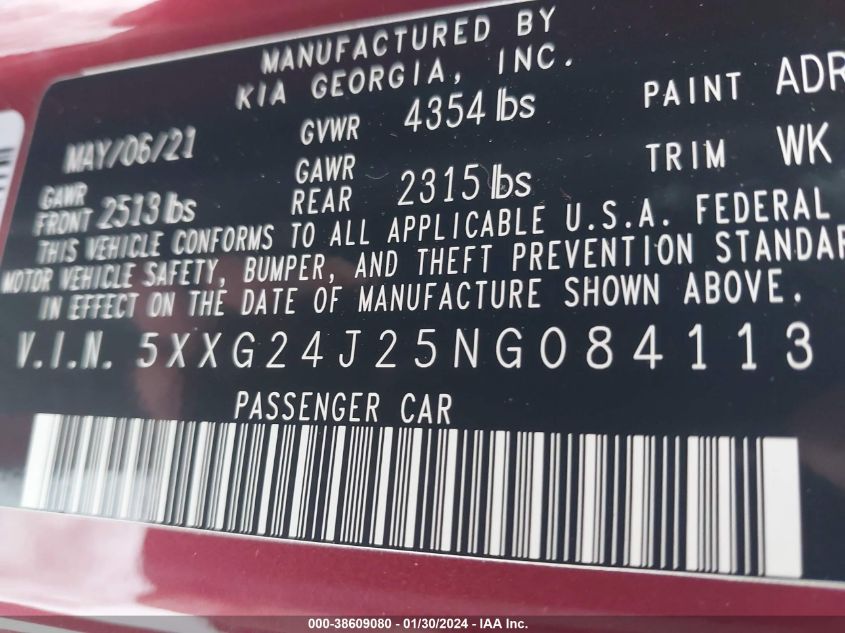 MANUFACTURED BY
KIA GEORGIA, INC.
MAY/06/21 GVWR 4354 lbs PAINT ADR
GAWR FRONT 2513 lbs GAWR REAR 2315 lbs TRIM WK
THIS VEHICLE CONFORMS TO ALL APPLICABLE U.S.A. FEDERAL
MOTOR VEHICLE SAFETY, BUMPER, AND THEFT PREVENTION STANDAR
IN EFFECT ON THE DATE OF MANUFACTURE SHOWN ABOVE.
V.I.N. 5XXG24J25NG084113
PASSENGER CAR
000-38609080 - 01/30/2024 - IAA Inc.